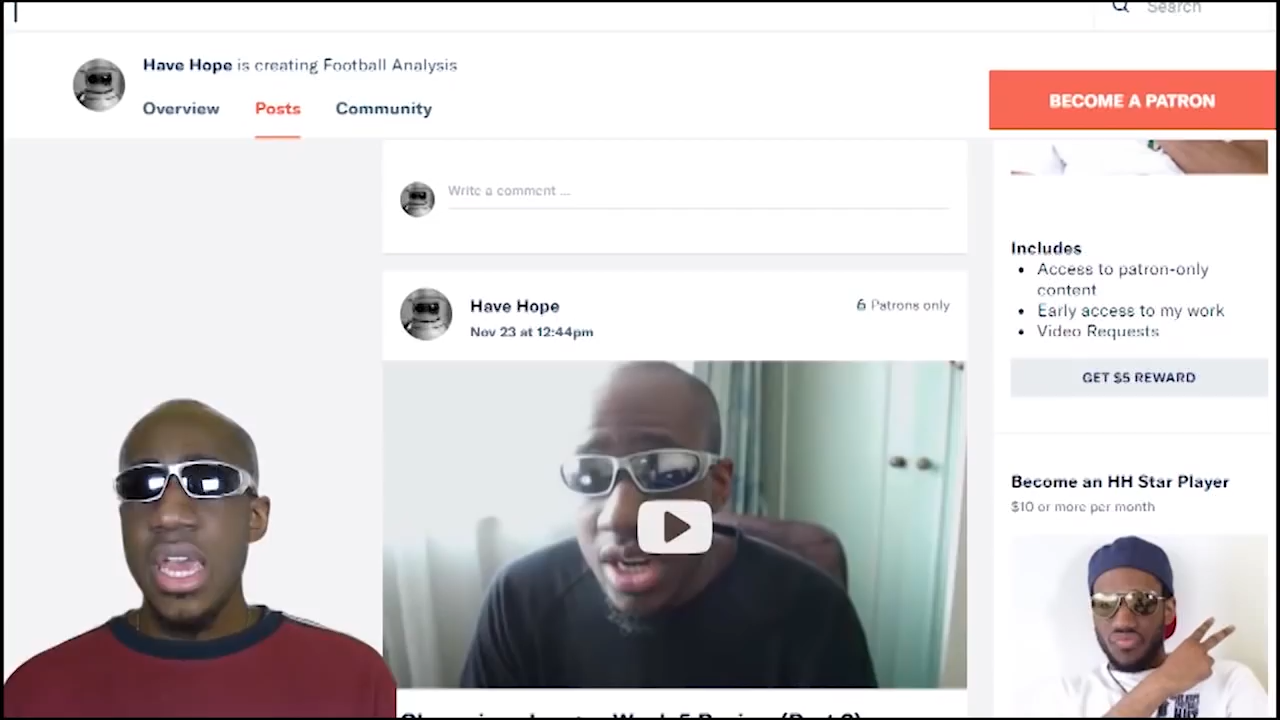 Search
Have Hope is creating Football Analysis
Overview Posts Community
BECOME A PATRON
Write a comment ...
Have Hope
Nov 23 at 12:44pm
6 Patrons only
Includes
Access to patron-only
content
Early access to my work
Video Requests
GET $5 REWARD
Become an HH Star Player
$10 or more per month